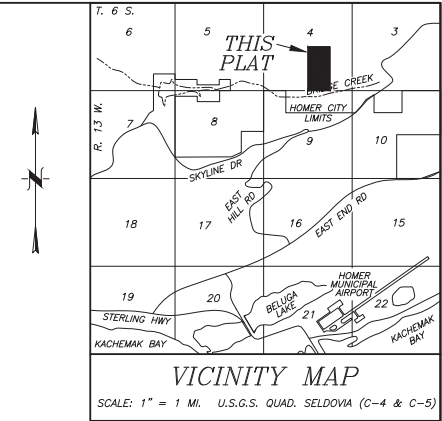 T. 6 S.
6 5 4 3
THIS
PLAT
BRIDGE CREEK
HOMER CITY
LIMITS
R. 13 W.
7 8 9 10
SKYLINE DR
EAST
HILL RD
EAST END RD
18 17 16 15
HOMER
MUNICIPAL
AIRPORT
19 20 21 22
BELUGA
LAKE
STERLING HWY
KACHEMAK BAY
KACHEMAK
BAY
N
VICINITY MAP
SCALE: 1" = 1 MI. U.S.G.S. QUAD. SELDOVIA (C-4 & C-5)